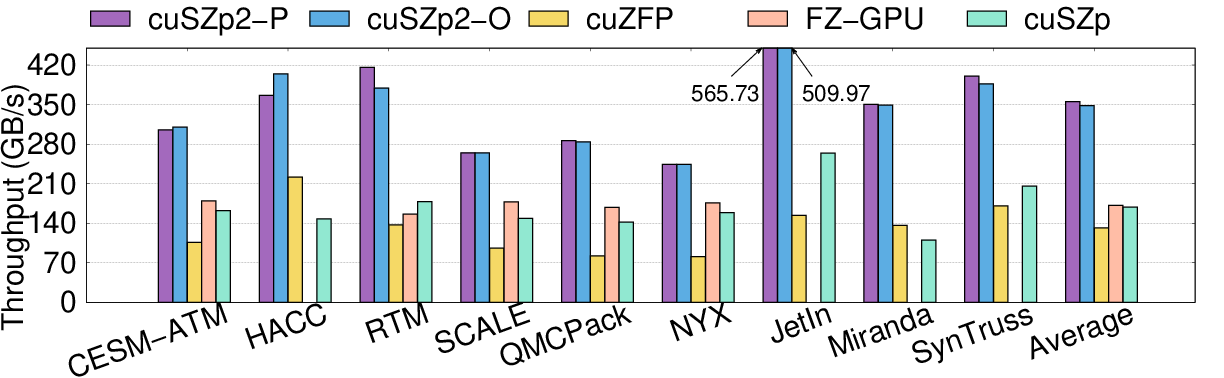 cuSZp2−P cuSZp2−O cuZFP FZ−GPU cuSZp
Throughput (GB/s)
420
350
280
210
140
70
0
565.73 509.97
CESM−ATM HACC RTM SCALE QMCPack NYX JetIn Miranda SynTruss Average